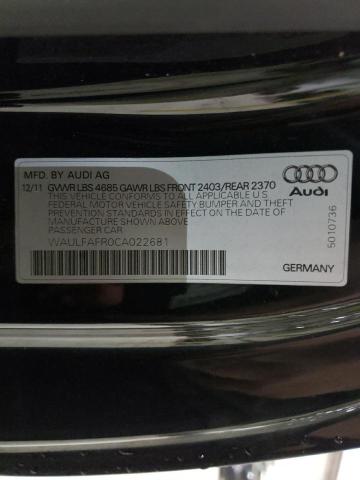 MFD. BY AUDI AG
12/11 GVWR LBS 4685 GAWR LBS FRONT 2403/REAR 2370
THIS VEHICLE CONFORMS TO ALL APPLICABLE U.S
FEDERAL MOTOR VEHICLE SAFETY BUMPER AND THEFT
PREVENTION STANDARDS IN EFFECT ON THE DATE OF
MANUFACTURE SHOWN ABOVE
PASSENGER CAR
WAULFAFR0CA022681
Audi
GERMANY
5010736